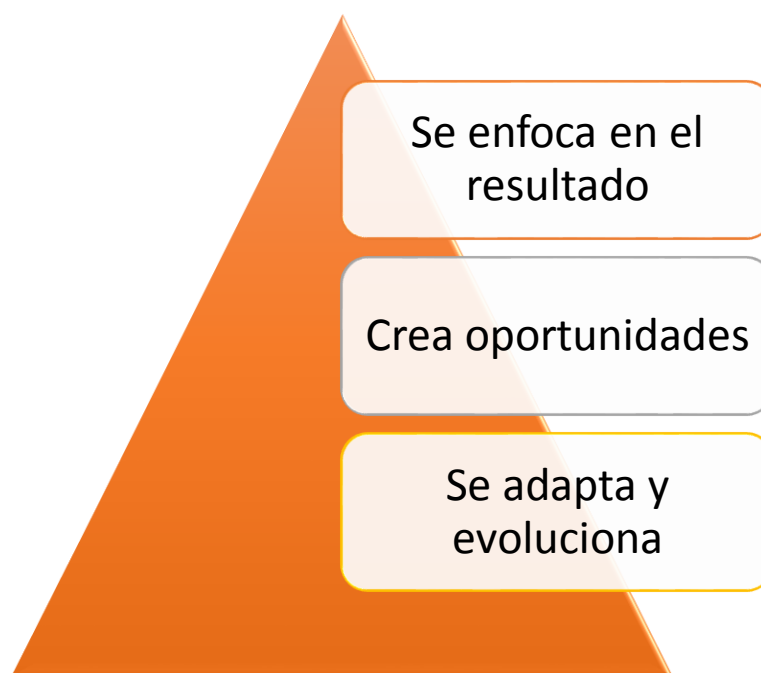 Se enfoca en el
resultado
Crea oportunidades
Se adapta y
evoluciona